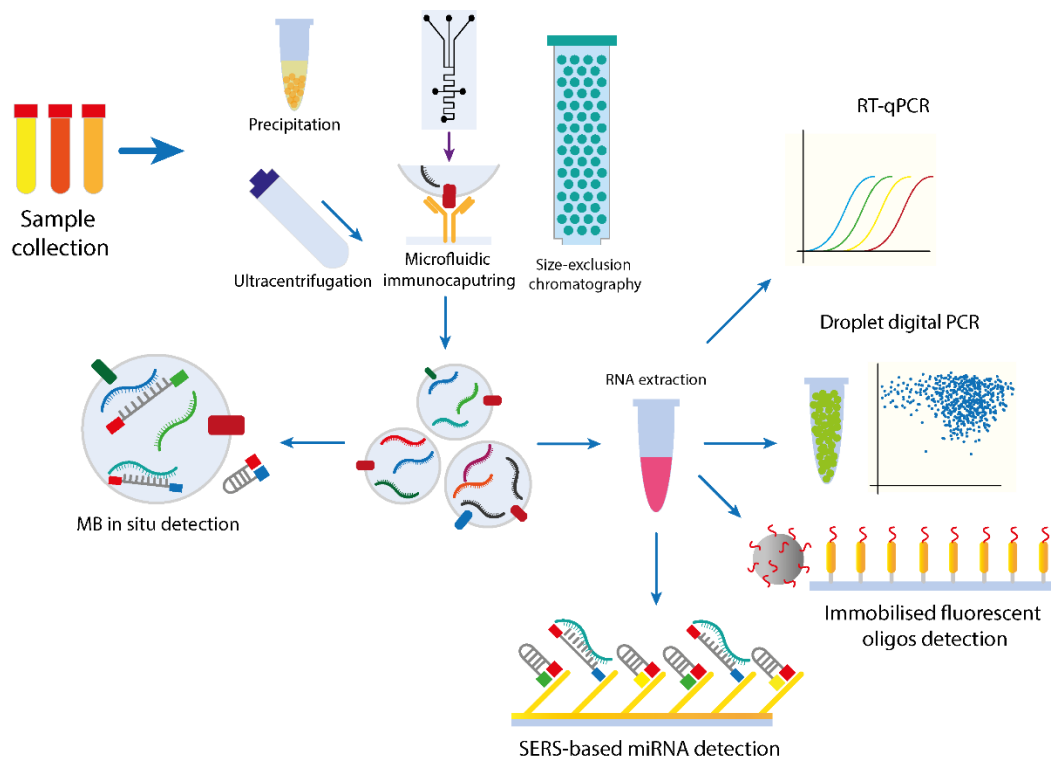 Sample
collection
Precipitation
Ultracentrifugation
Microfluidic
immunocaputring
Size-exclusion
chromatography
RT-qPCR
Droplet digital PCR
RNA extraction
MB in situ detection
Immobilised fluorescent
oligos detection
SERS-based miRNA detection